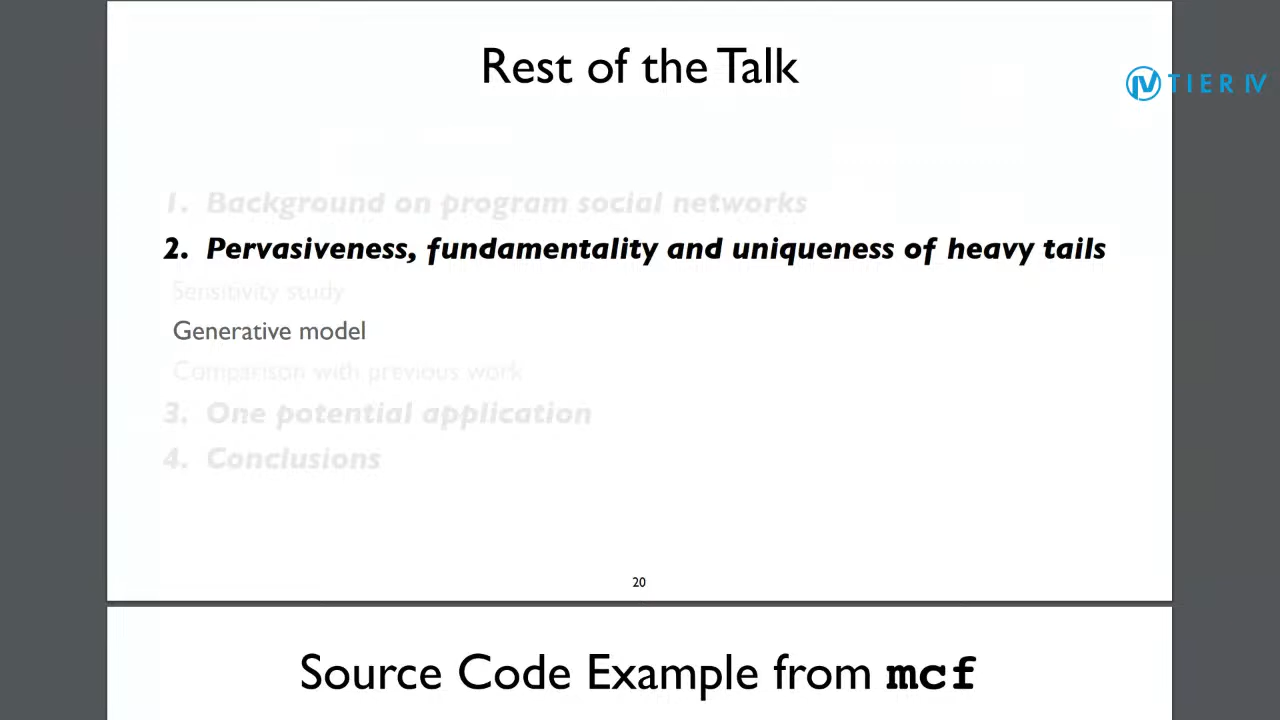 Rest of the Talk
TIER IV
1. Background on program social networks
2. Pervasiveness, fundamentality and uniqueness of heavy tails
Sensitivity study
Generative model
Comparison with previous work
3. One potential application
4. Conclusions
20
Source Code Example from mcf